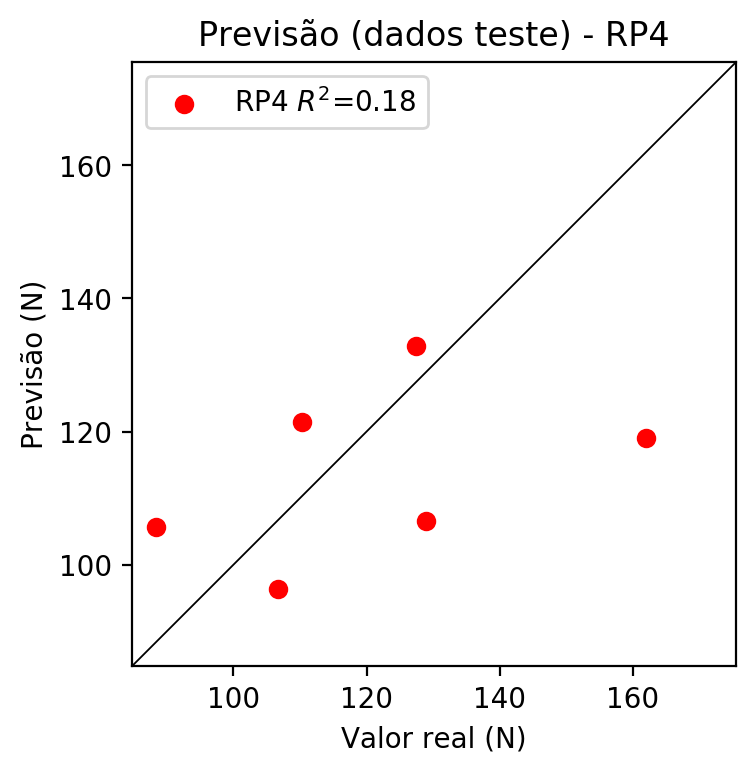 Previsão (dados teste) - RP4
RP4 R²=0.18
160
140
120
100
Previsão (N)
100 120 140 160
Valor real (N)